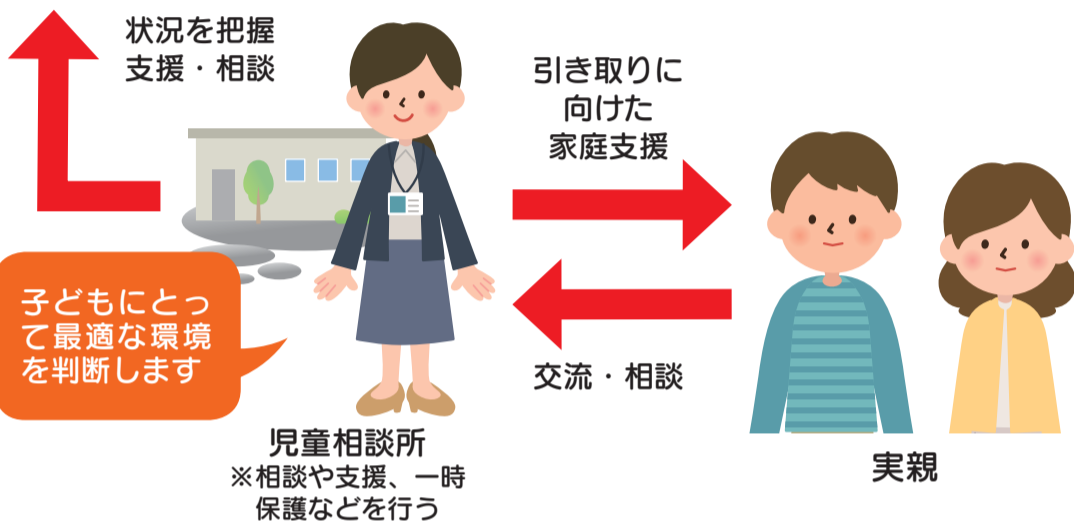 状況を把握
支援・相談
引き取りに
向けた
家庭支援
子どもにとっ
て最適な環境
を判断します
交流・相談
児童相談所
※相談や支援、一時
保護などを行う
実親